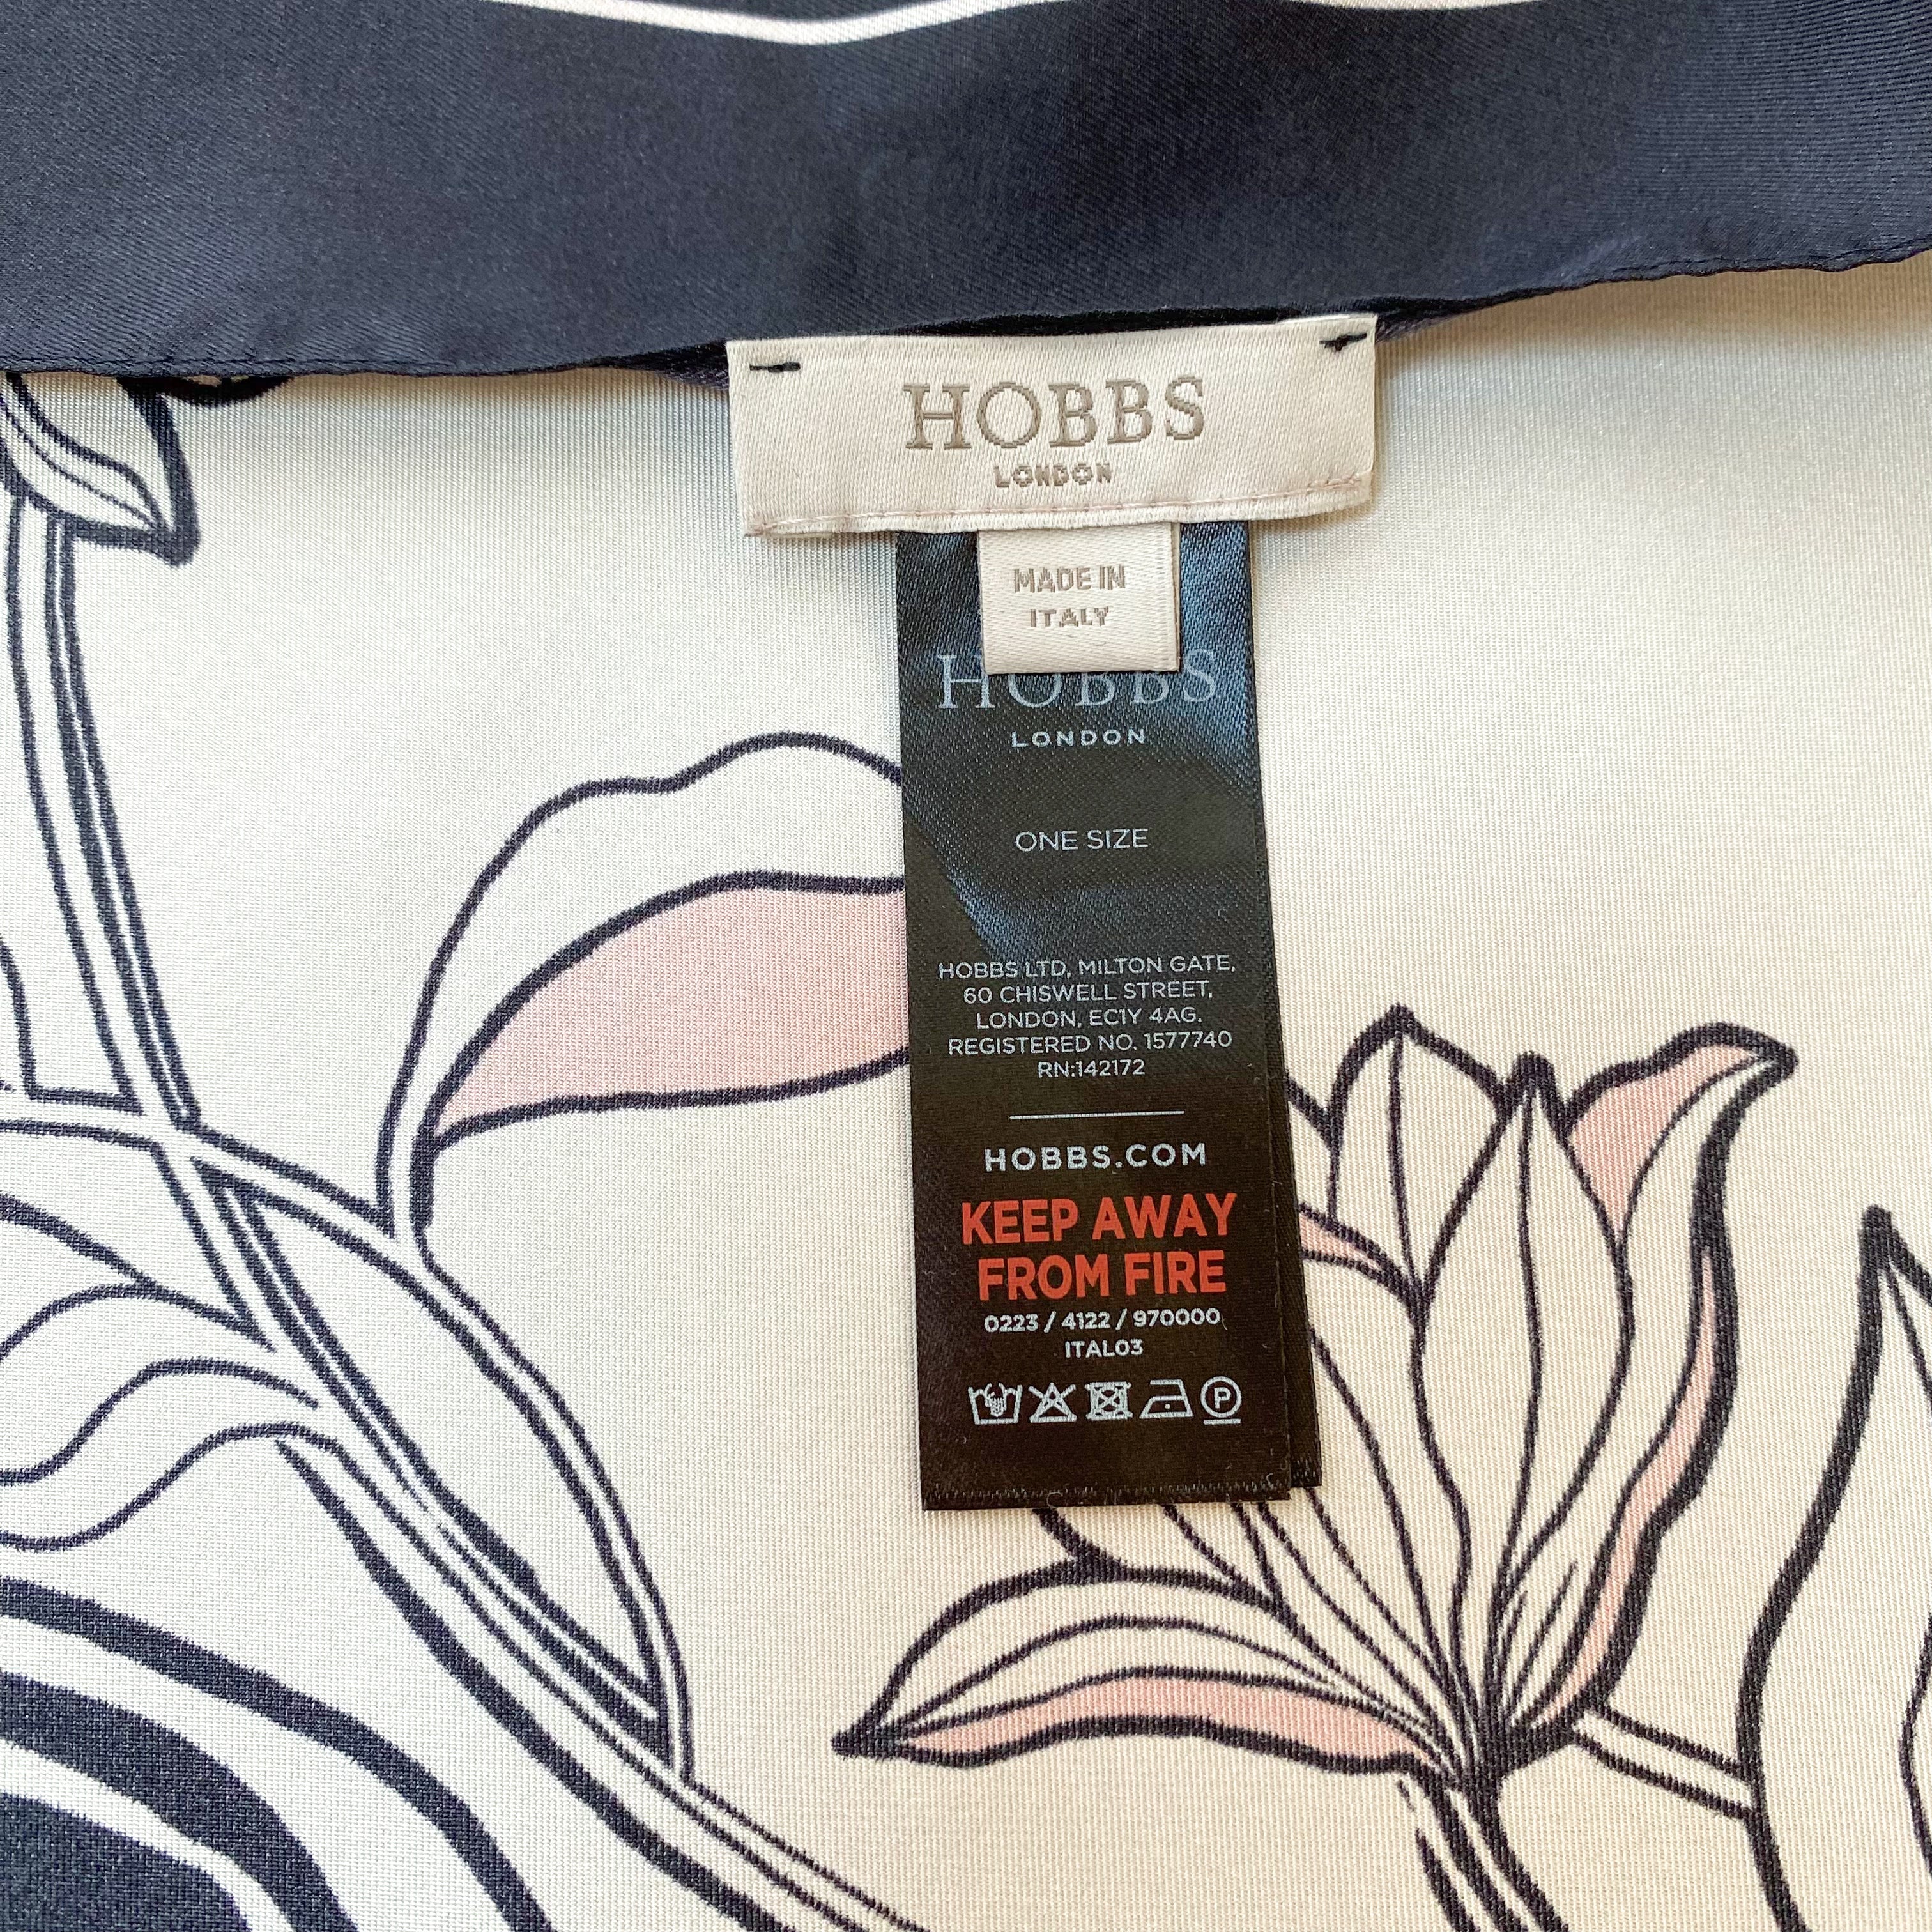 HOBBS
LONDON
MADE IN
ITALY
HOBBS
LONDON
ONE SIZE
HOBBS LTD, MILTON GATE,
60 CHISWELL STREET,
LONDON, EC1Y 4AG.
REGISTERED NO. 1577740
RN:142172
HOBBS.COM
KEEP AWAY
FROM FIRE
0223 / 4122 / 970000
ITAL03
P